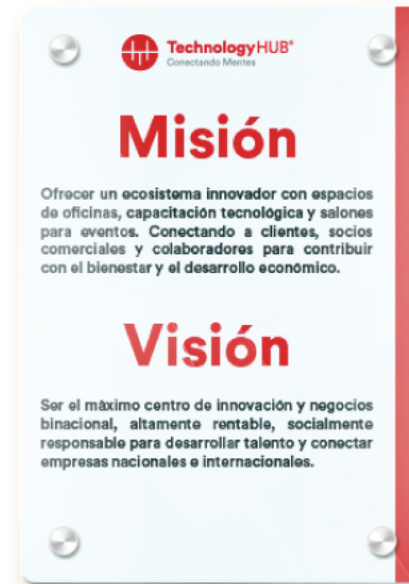 TechnologyHUB®
Conectando Mentes
Misión
Ofrecer un ecosistema innovador con espacios
de oficinas, capacitación tecnológica y salones
para eventos. Conectando a clientes, socios
comerciales y colaboradores para contribuir
con el bienestar y el desarrollo económico.
Visión
Ser el máximo centro de innovación y negocios
binacional, altamente rentable, socialmente
responsable para desarrollar talento y conectar
empresas nacionales e internacionales.